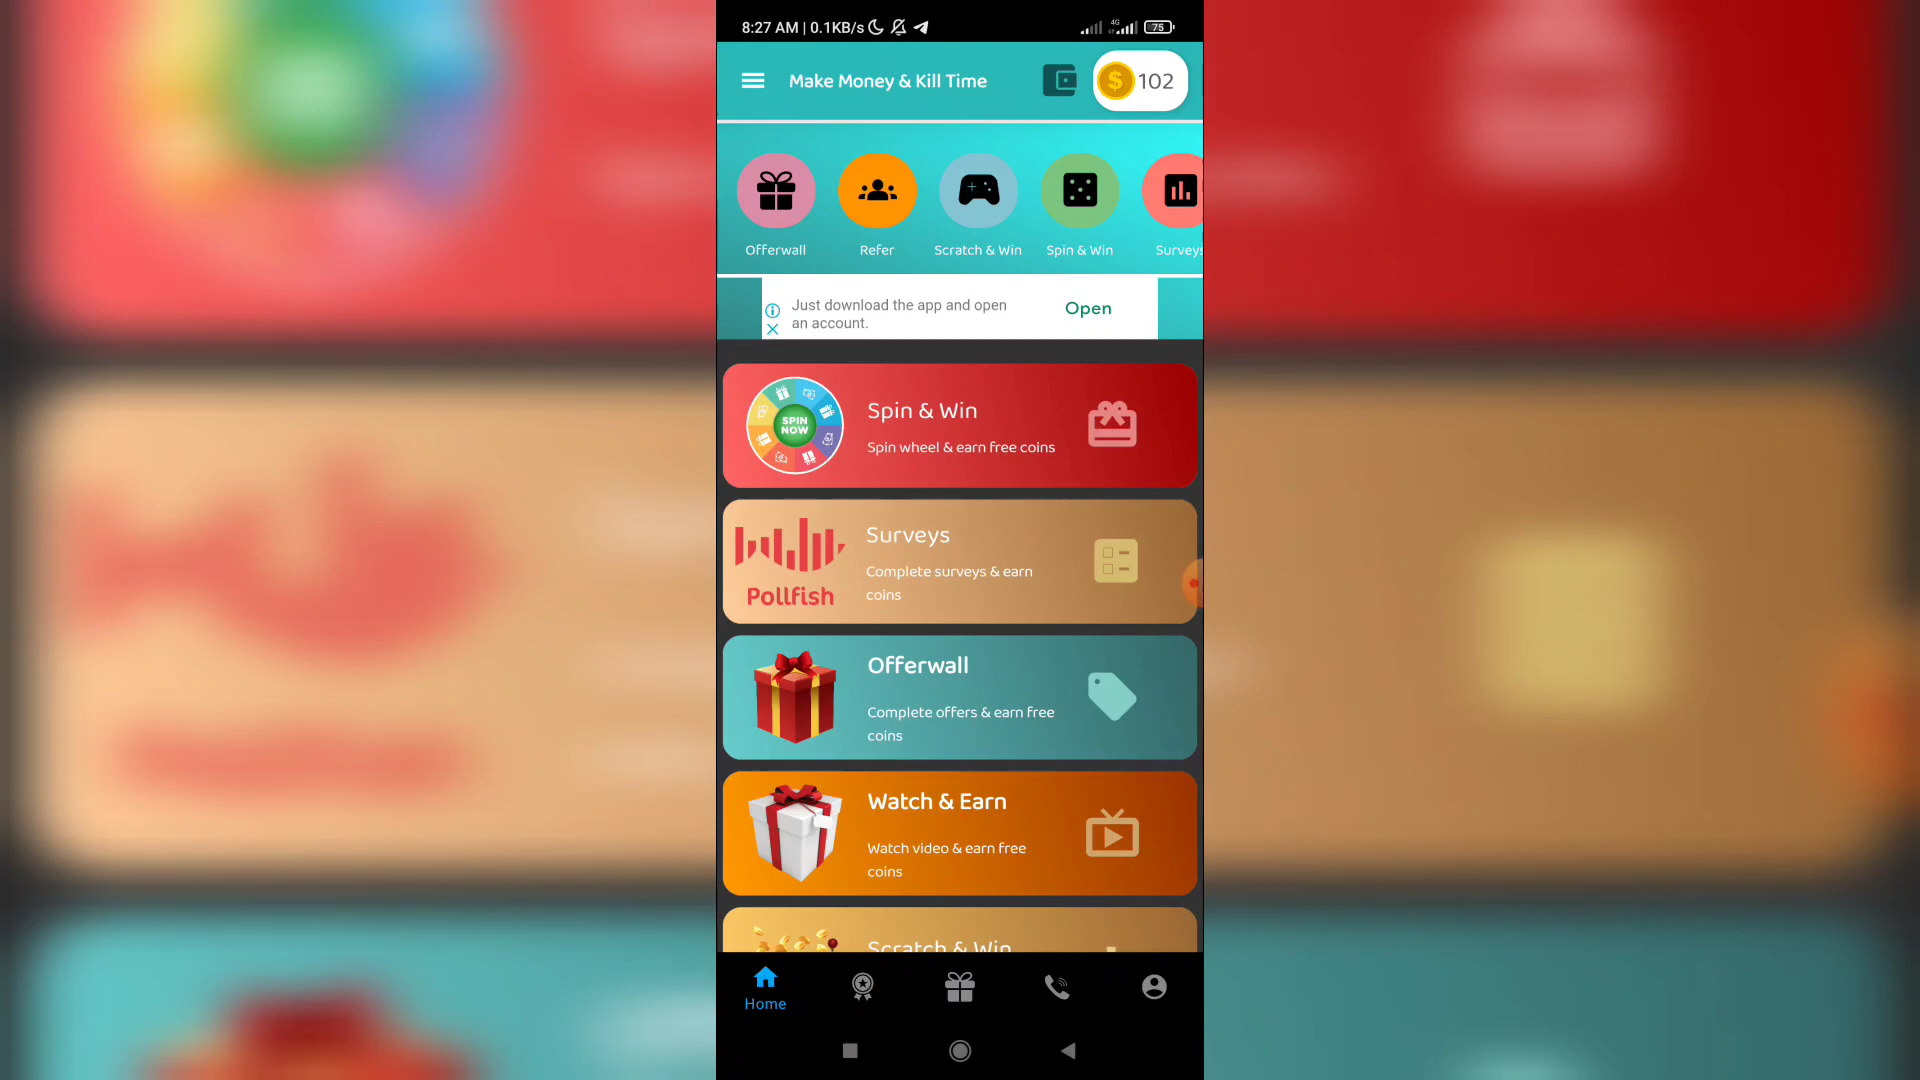 8:27 AM | 0.1KB/s
4G
75
Make Money & Kill Time
$ 102
Offerwall
Refer
Scratch & Win
Spin & Win
Surveys
Just download the app and open
an account.
Open
SPIN
NOW
Spin & Win
Spin wheel & earn free coins
Pollfish
Surveys
Complete surveys & earn
coins
Offerwall
Complete offers & earn free
coins
Watch & Earn
Watch video & earn free
coins
Scratch & Win
Home